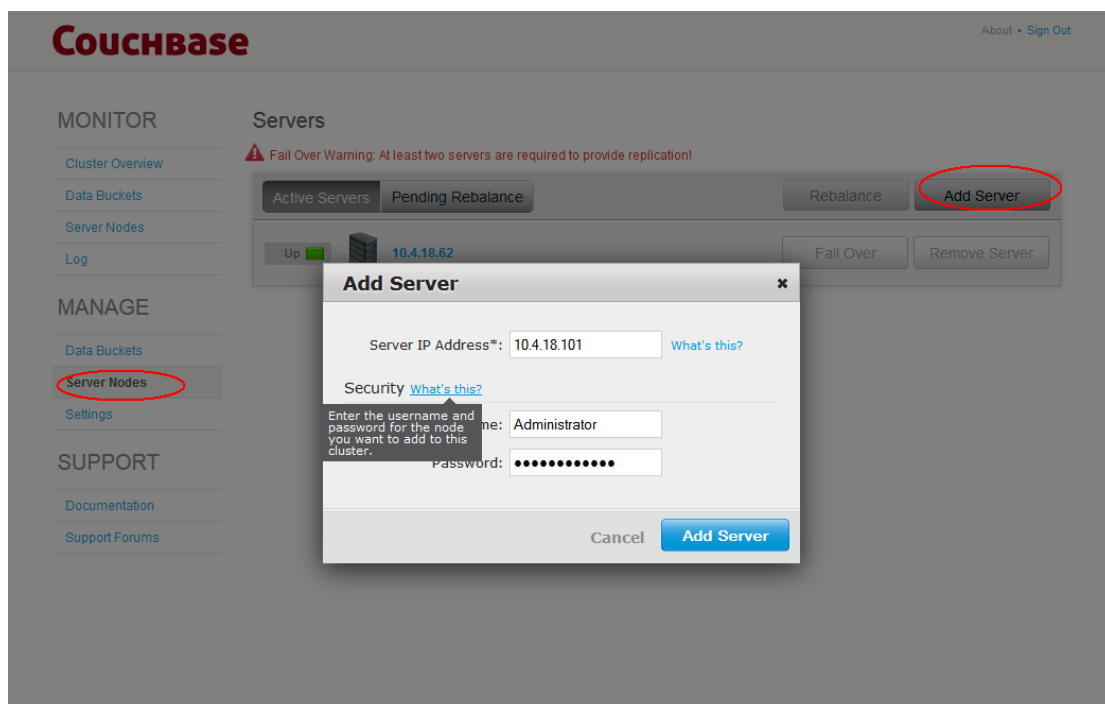 COUCHBASE
About • Sign Out
MONITOR
Cluster Overview
Data Buckets
Server Nodes
Log
MANAGE
Data Buckets
Server Nodes
Settings
SUPPORT
Documentation
Support Forums
Servers
Fail Over Warning: At least two servers are required to provide replication!
Active Servers Pending Rebalance Rebalance Add Server
Up 10.4.18.62 Fail Over Remove Server
Add Server
Server IP Address*: 10.4.18.101 What's this?
Security What's this?
Enter the username and
password for the node
you want to add to this
cluster.
me: Administrator
Password: ••••••••••••
Cancel Add Server